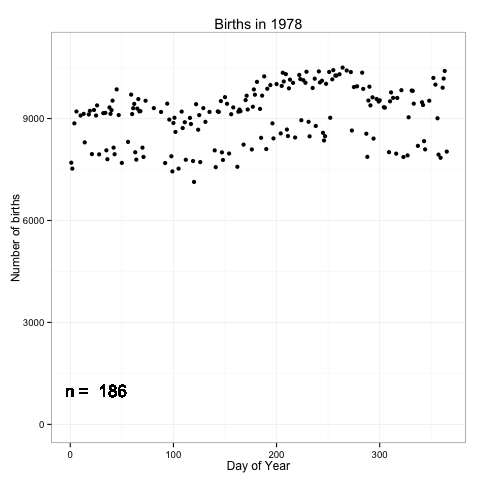 Births in 1978
Number of births
9000
6000
3000
0
n = 186
0 100 200 300
Day of Year